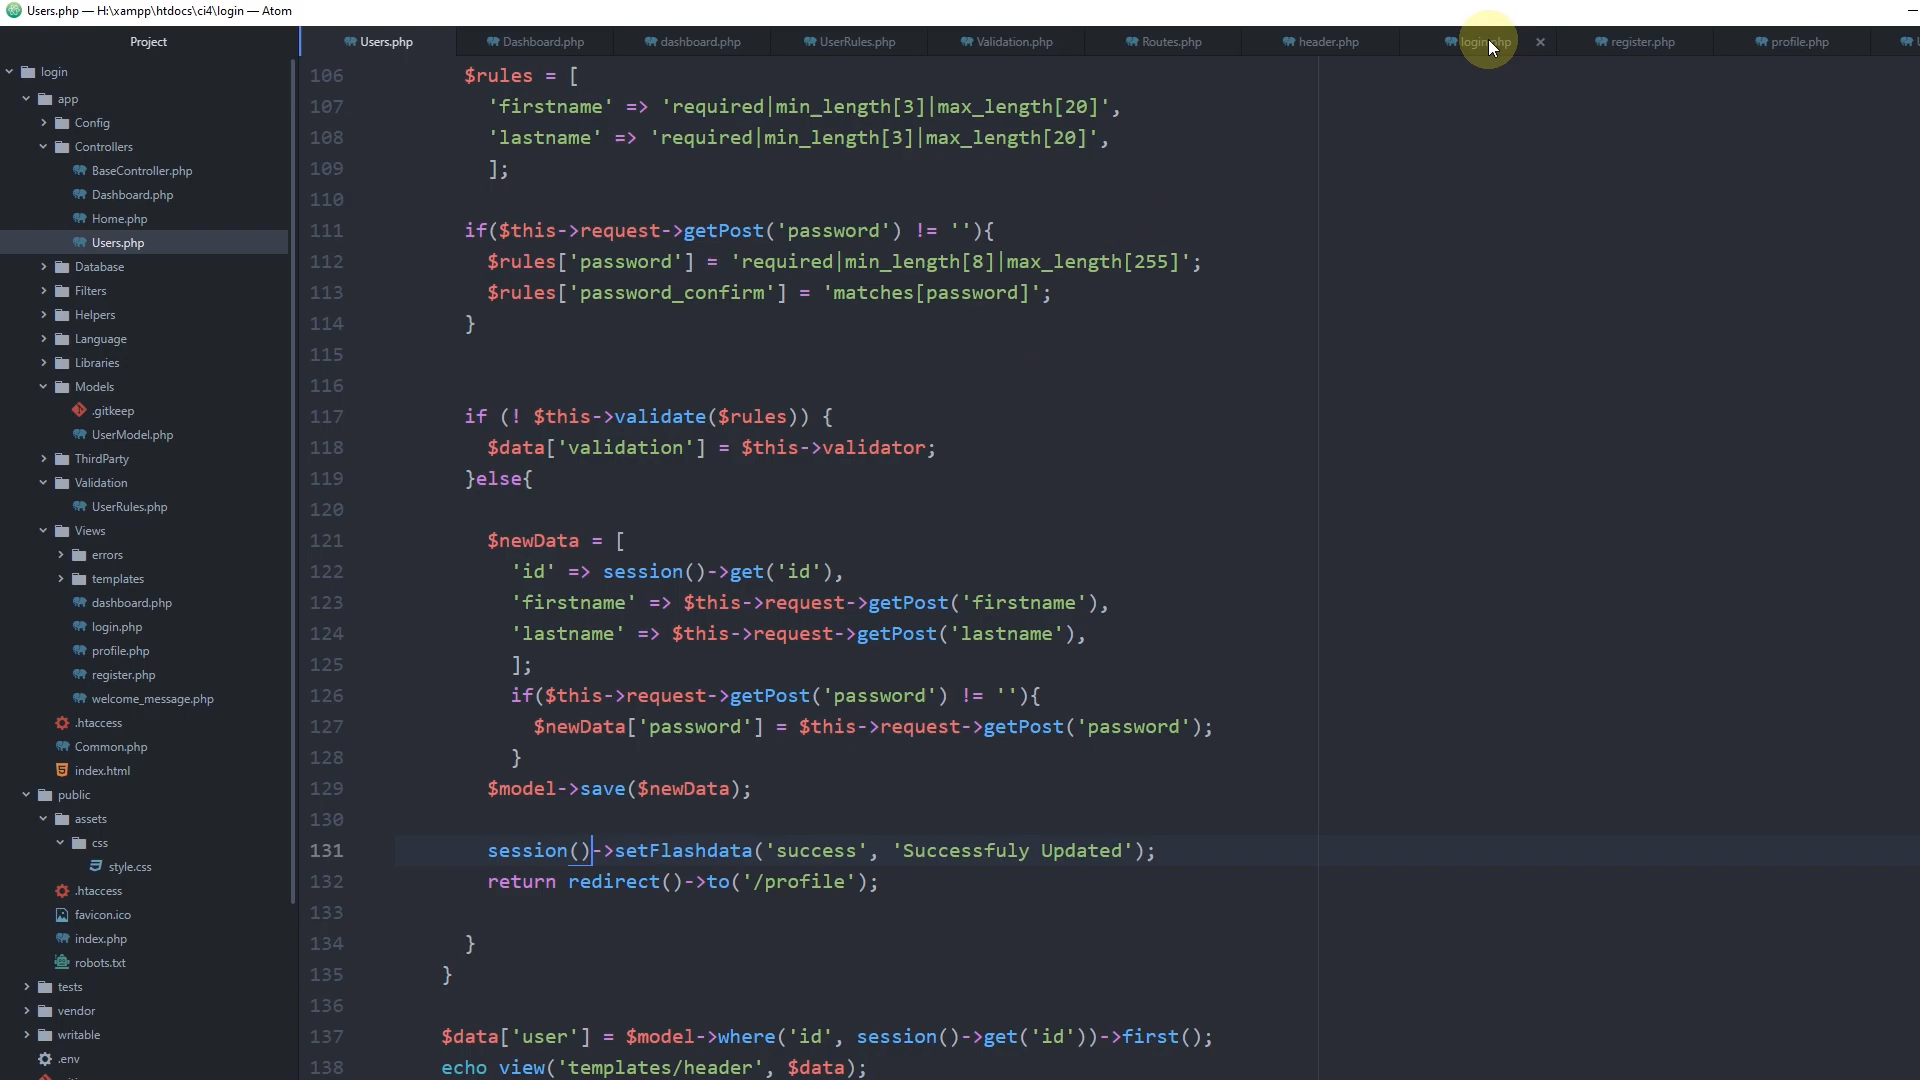 Users.php — H:\xampp\htdocs\ci4\login — Atom
Project
Users.php
Dashboard.php
dashboard.php
UserRules.php
Validation.php
Routes.php
header.php
login.php
register.php
profile.php
login
app
Config
Controllers
BaseController.php
Dashboard.php
Home.php
Users.php
Database
Filters
Helpers
Language
Libraries
Models
.gitkeep
UserModel.php
ThirdParty
Validation
UserRules.php
Views
errors
templates
dashboard.php
login.php
profile.php
register.php
welcome_message.php
.htaccess
Common.php
index.html
public
assets
css
style.css
.htaccess
favicon.ico
index.php
robots.txt
tests
vendor
writable
.env
106 $rules = [
107 'firstname' => 'required|min_length[3]|max_length[20]',
108 'lastname' => 'required|min_length[3]|max_length[20]',
109 ];
110
111 if($this->request->getPost('password') != ''){
112 $rules['password'] = 'required|min_length[8]|max_length[255]';
113 $rules['password_confirm'] = 'matches[password]';
114 }
115
116
117 if (! $this->validate($rules)) {
118 $data['validation'] = $this->validator;
119 }else{
120
121 $newData = [
122 'id' => session()->get('id'),
123 'firstname' => $this->request->getPost('firstname'),
124 'lastname' => $this->request->getPost('lastname'),
125 ];
126 if($this->request->getPost('password') != ''){
127 $newData['password'] = $this->request->getPost('password');
128 }
129 $model->save($newData);
130
131 session()->setFlashdata('success', 'Successfuly Updated');
132 return redirect()->to('/profile');
133
134 }
135 }
136
137 $data['user'] = $model->where('id', session()->get('id'))->first();
138 echo view('templates/header', $data);